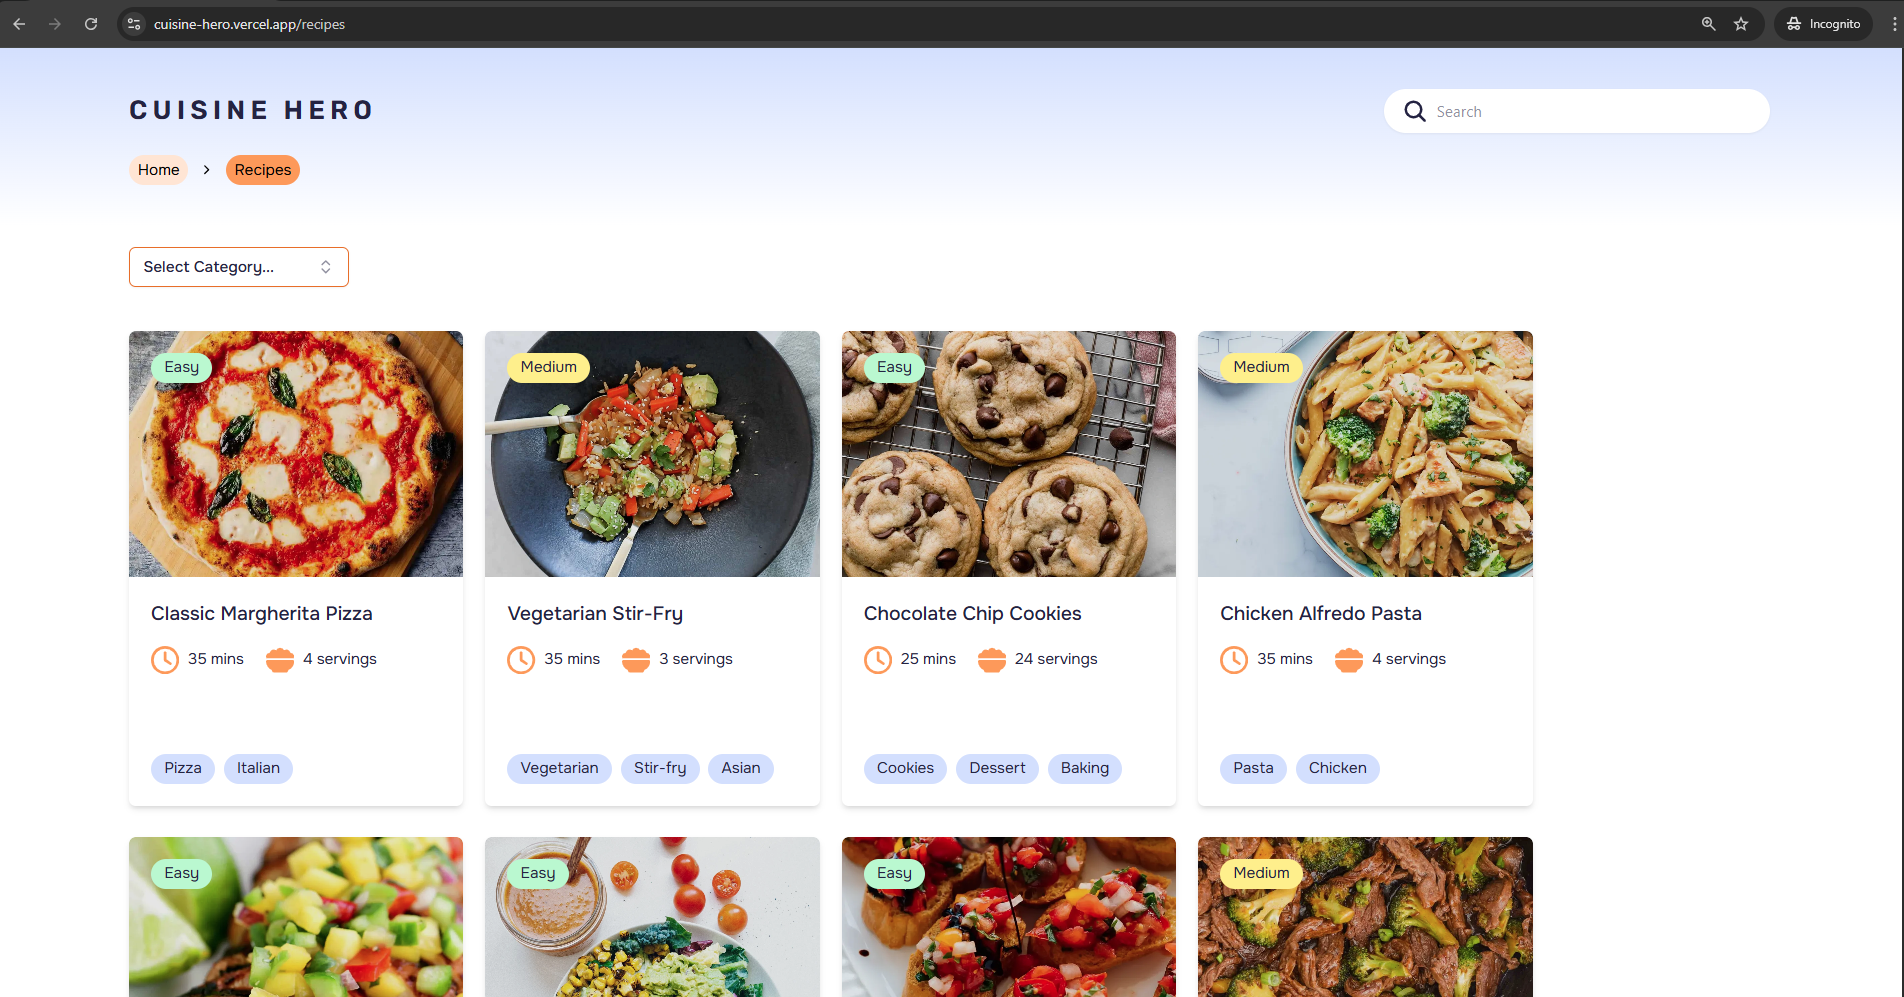 cuisine-hero.vercel.app/recipes
Incognito
CUISINE HERO
Search
Home > Recipes
Select Category...
Easy
Medium
Easy
Medium
Classic Margherita Pizza
35 mins
4 servings
Pizza
Italian
Vegetarian Stir-Fry
35 mins
3 servings
Vegetarian
Stir-fry
Asian
Chocolate Chip Cookies
25 mins
24 servings
Cookies
Dessert
Baking
Chicken Alfredo Pasta
35 mins
4 servings
Pasta
Chicken
Easy
Easy
Easy
Medium